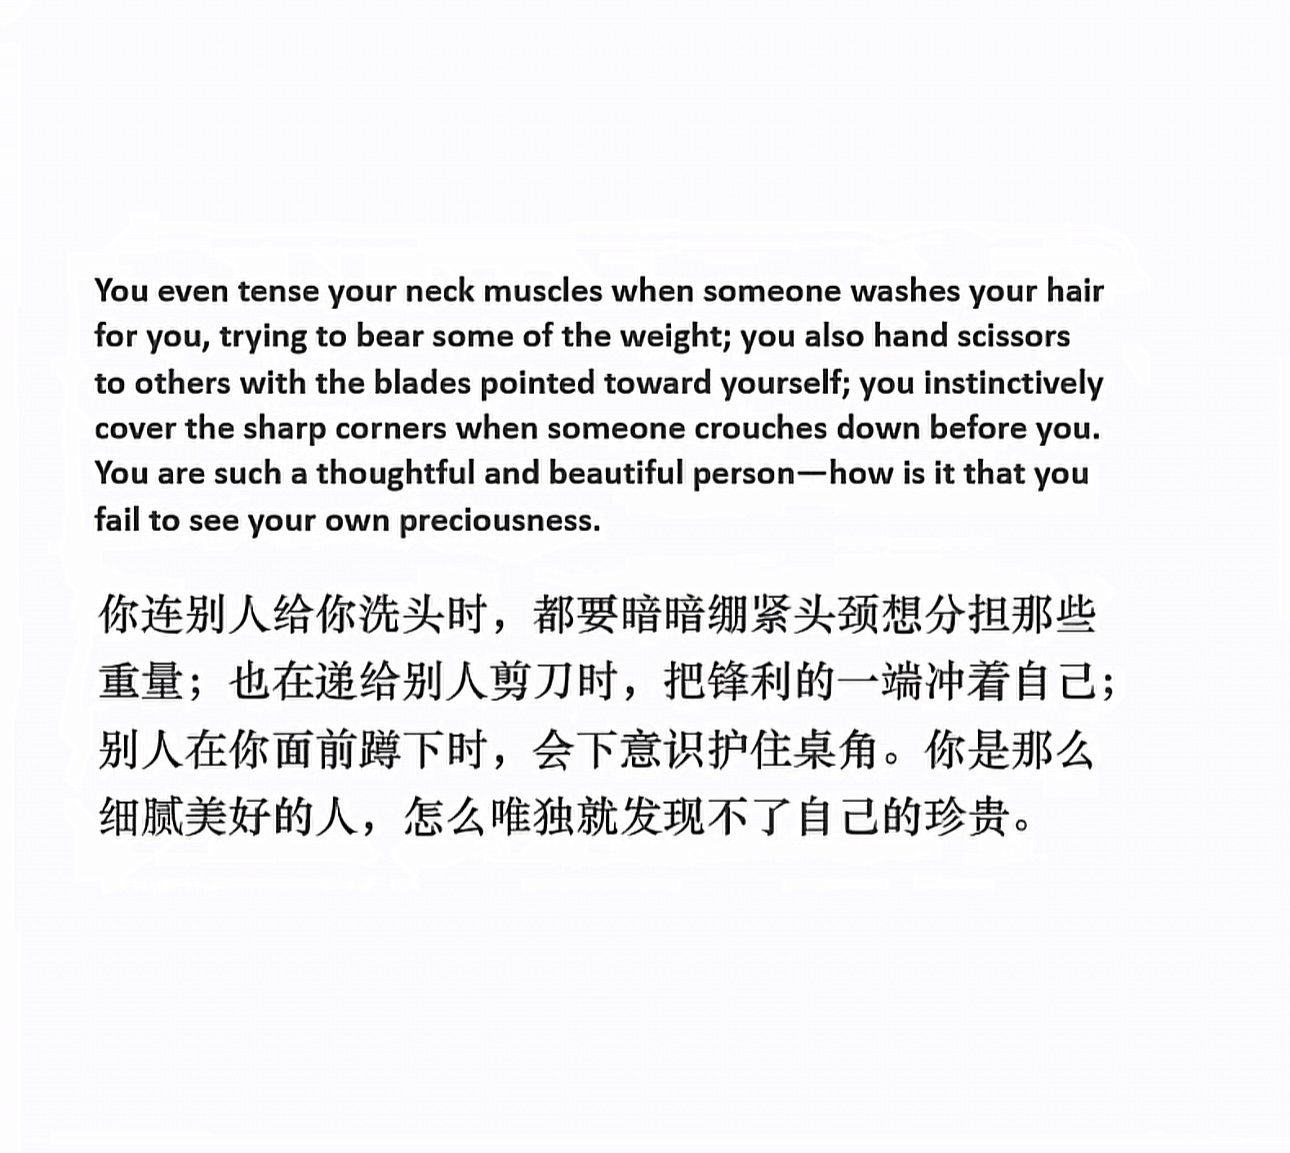 You even tense your neck muscles when someone washes your hair
for you, trying to bear some of the weight; you also hand scissors
to others with the blades pointed toward yourself; you instinctively
cover the sharp corners when someone crouches down before you.
You are such a thoughtful and beautiful person—how is it that you
fail to see your own preciousness.
你连别人给你洗头时，都要暗暗绷紧头颈想分担那些
重量；也在递给别人剪刀时，把锋利的一端冲着自己；
别人在你面前蹲下时，会下意识护住桌角。你是那么
细腻美好的人，怎么唯独就发现不了自己的珍贵。